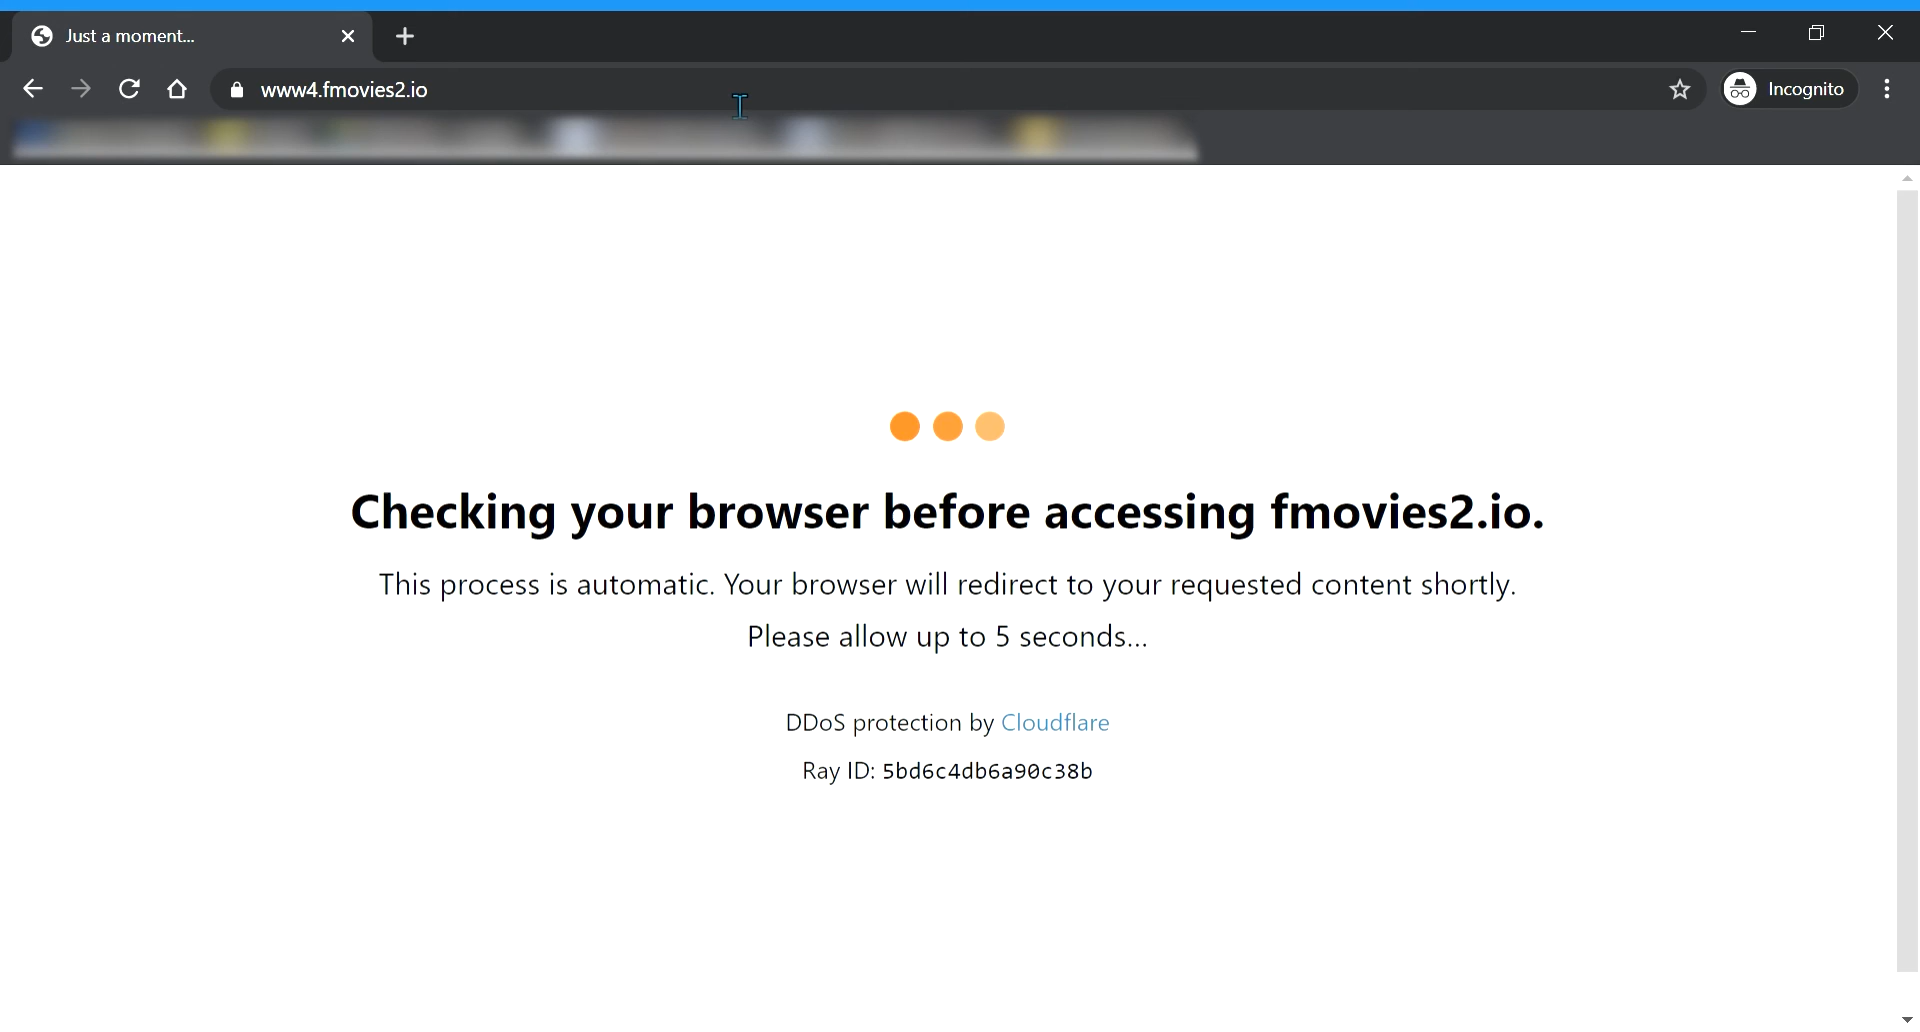 Just a moment...
www4.fmovies2.io
Incognito
Checking your browser before accessing fmovies2.io.
This process is automatic. Your browser will redirect to your requested content shortly.
Please allow up to 5 seconds...
DDoS protection by Cloudflare
Ray ID: 5bd6c4db6a90c38b